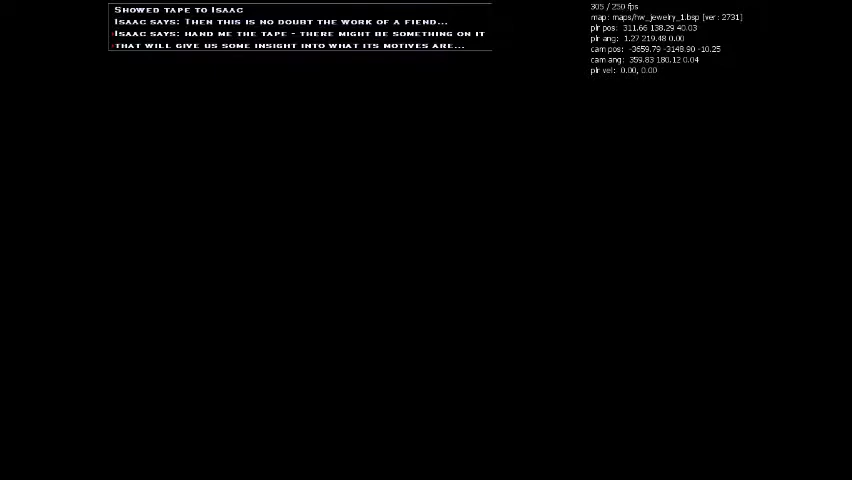 Showed tape to Isaac
Isaac says: Then this is no doubt the work of a fiend...
Isaac says: hand me the tape - there might be something on it
that will give us some insight into what its motives are...
305 / 250 fps
map: maps/hw_jewelry_1.bsp [ver: 2731]
plr pos: 311.66 138.29 40.03
plr ang: 1.27 219.48 0.00
cam pos: -3659.79 -3148.90 -10.25
cam ang: 359.83 180.12 0.04
plr vel: 0.00, 0.00